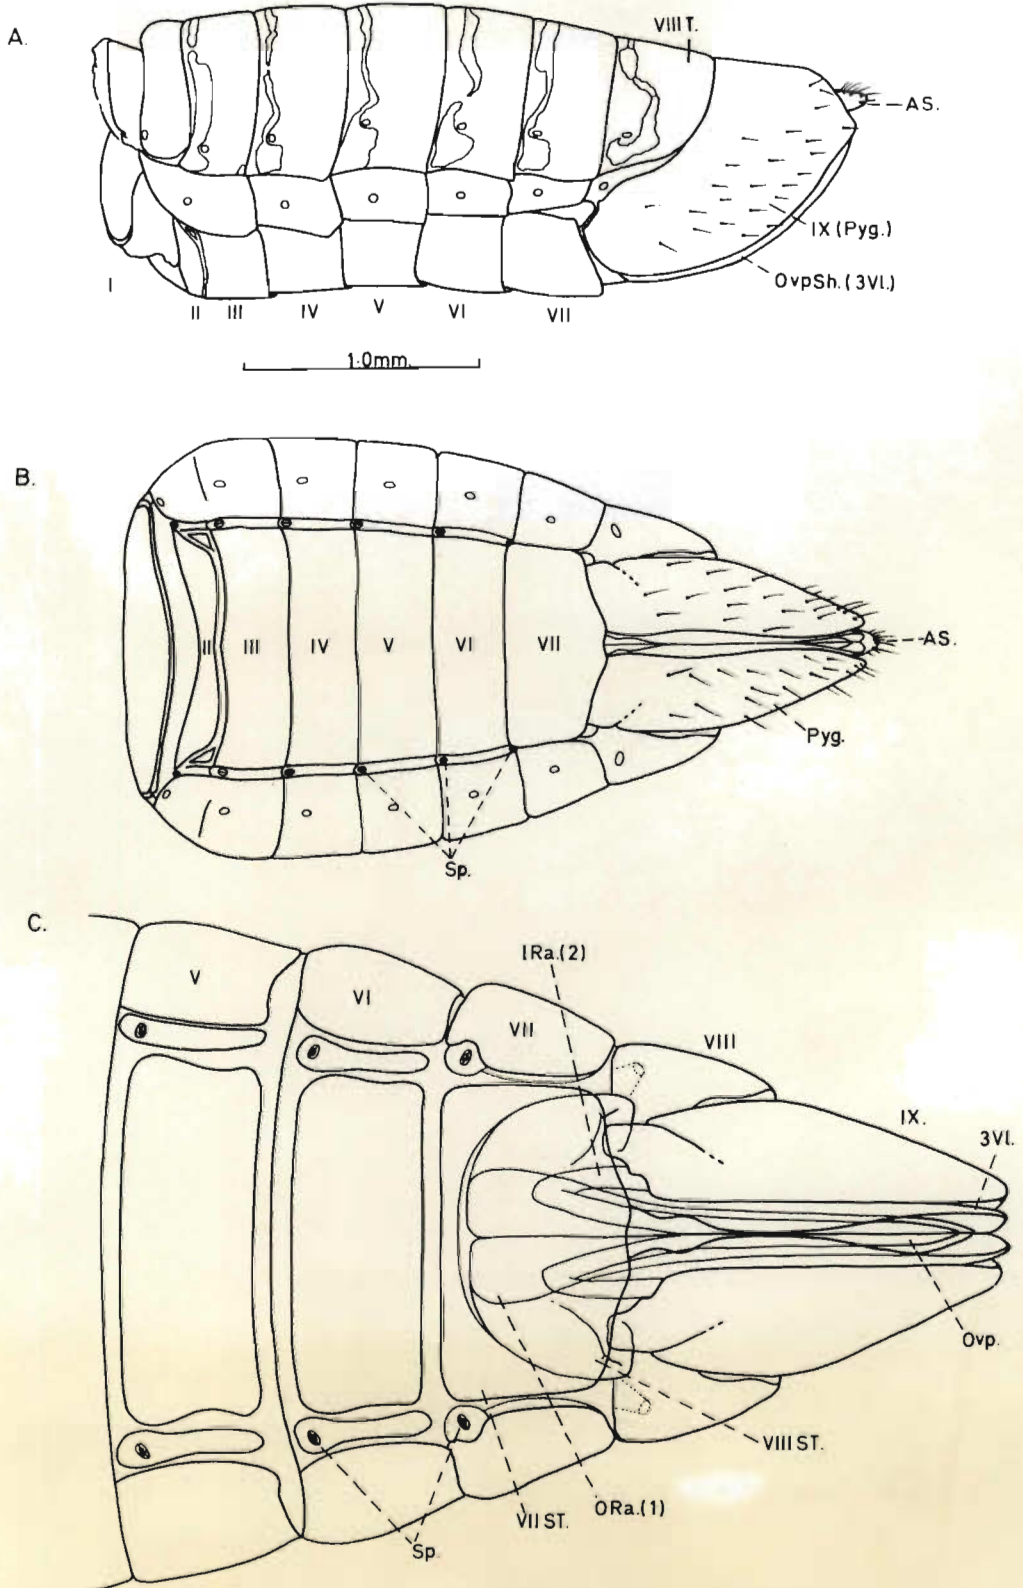 A.
VIII T.
AS.
IX (Pyg.)
OvpSh. (3Vl.)
I
II III IV V VI VII
1·0mm.
B.
II III IV V VI VII
AS.
Pyg.
Sp.
C.
IRa.(2)
V
VI
VII
VIII
IX.
3Vl.
Ovp.
VIII ST.
ORa.(1)
VII ST.
Sp.